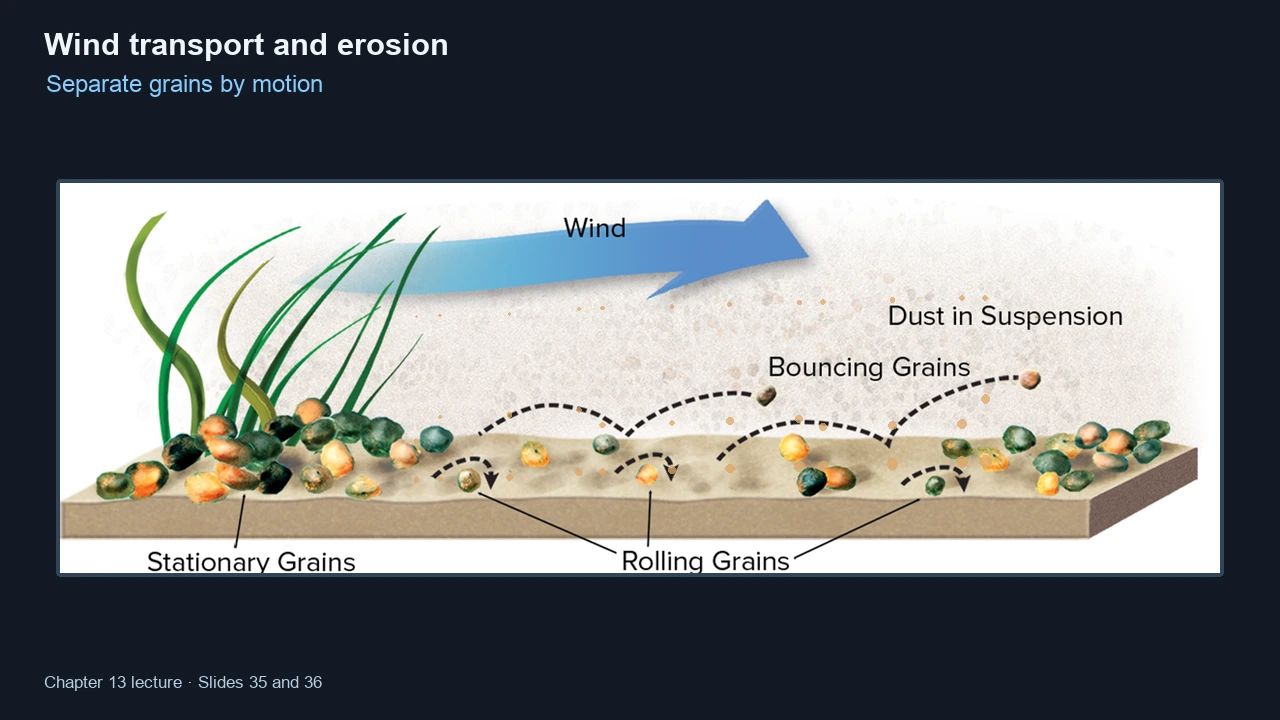 Wind transport and erosion
Separate grains by motion
Wind
Dust in Suspension
Bouncing Grains
Stationary Grains
Rolling Grains
Chapter 13 lecture · Slides 35 and 36